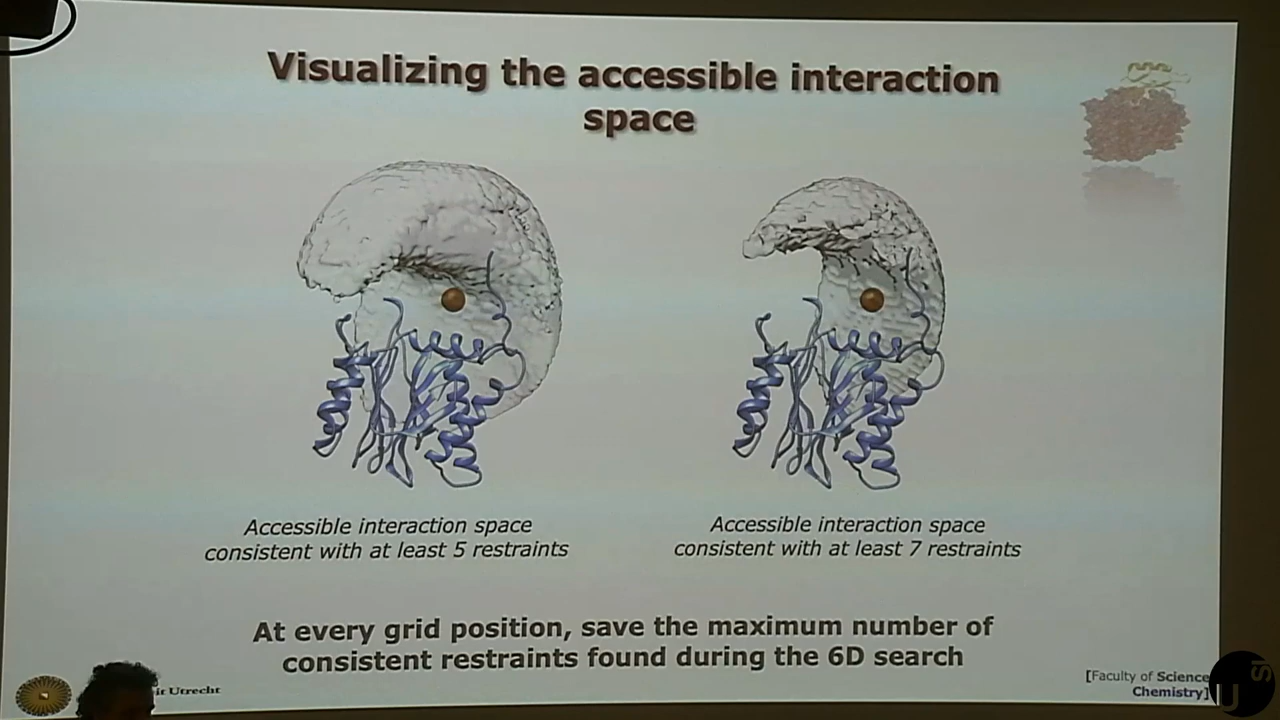 Visualizing the accessible interaction
space
Accessible interaction space
consistent with at least 5 restraints
Accessible interaction space
consistent with at least 7 restraints
At every grid position, save the maximum number of
consistent restraints found during the 6D search
Utrecht
[Faculty of Science
Chemistry]
U
SI